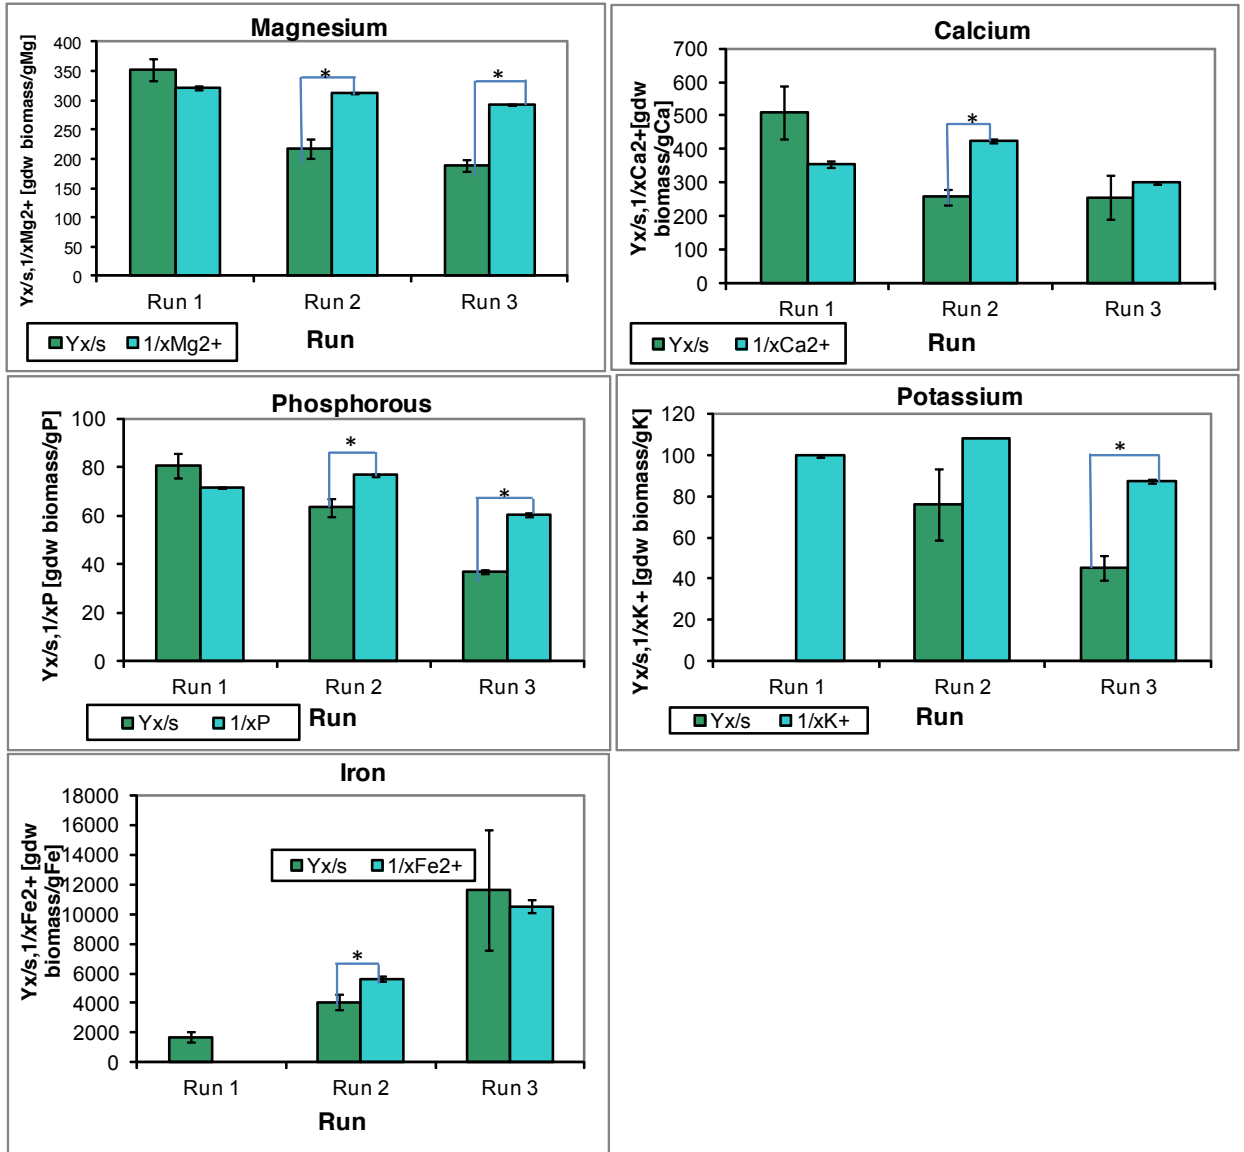 Magnesium
Yx/s,1/xMg2+ [gdw biomass/gMg]
400
350
300
250
200
150
100
50
0
*
*
Run 1
Run 2
Run 3
Run
Yx/s
1/xMg2+
Calcium
Yx/s,1/xCa2+[gdw
biomass/gCa]
700
600
500
400
300
200
100
0
*
Run 1
Run 2
Run 3
Run
Yx/s
1/xCa2+
Phosphorous
Yx/s,1/xP [gdw biomass/gP]
100
80
60
40
20
0
*
*
Run 1
Run 2
Run 3
Run
Yx/s
1/xP
Potassium
Yx/s,1/xK+ [gdw biomass/gK]
120
100
80
60
40
20
0
*
Run 1
Run 2
Run 3
Run
Yx/s
1/xK+
Iron
Yx/s,1/xFe2+ [gdw
biomass/gFe]
18000
16000
14000
12000
10000
8000
6000
4000
2000
0
Yx/s
1/xFe2+
*
Run 1
Run 2
Run 3
Run